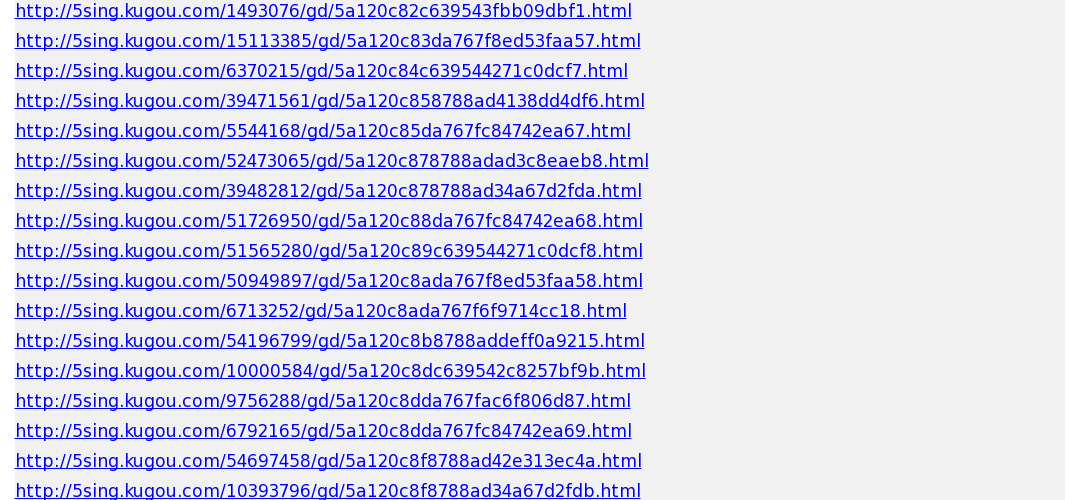 http://5sing.kugou.com/1493076/gd/5a120c82c639543fbb09dbf1.html
http://5sing.kugou.com/15113385/gd/5a120c83da767f8ed53faa57.html
http://5sing.kugou.com/6370215/gd/5a120c84c639544271c0dcf7.html
http://5sing.kugou.com/39471561/gd/5a120c858788ad4138dd4df6.html
http://5sing.kugou.com/5544168/gd/5a120c85da767fc84742ea67.html
http://5sing.kugou.com/52473065/gd/5a120c878788adad3c8eaeb8.html
http://5sing.kugou.com/39482812/gd/5a120c878788ad34a67d2fda.html
http://5sing.kugou.com/51726950/gd/5a120c88da767fc84742ea68.html
http://5sing.kugou.com/51565280/gd/5a120c89c639544271c0dcf8.html
http://5sing.kugou.com/50949897/gd/5a120c8ada767f8ed53faa58.html
http://5sing.kugou.com/6713252/gd/5a120c8ada767f6f9714cc18.html
http://5sing.kugou.com/54196799/gd/5a120c8b8788addeff0a9215.html
http://5sing.kugou.com/10000584/gd/5a120c8dc639542c8257bf9b.html
http://5sing.kugou.com/9756288/gd/5a120c8dda767fac6f806d87.html
http://5sing.kugou.com/6792165/gd/5a120c8dda767fc84742ea69.html
http://5sing.kugou.com/54697458/gd/5a120c8f8788ad42e313ec4a.html
http://5sing.kugou.com/10393796/gd/5a120c8f8788ad34a67d2fdb.html